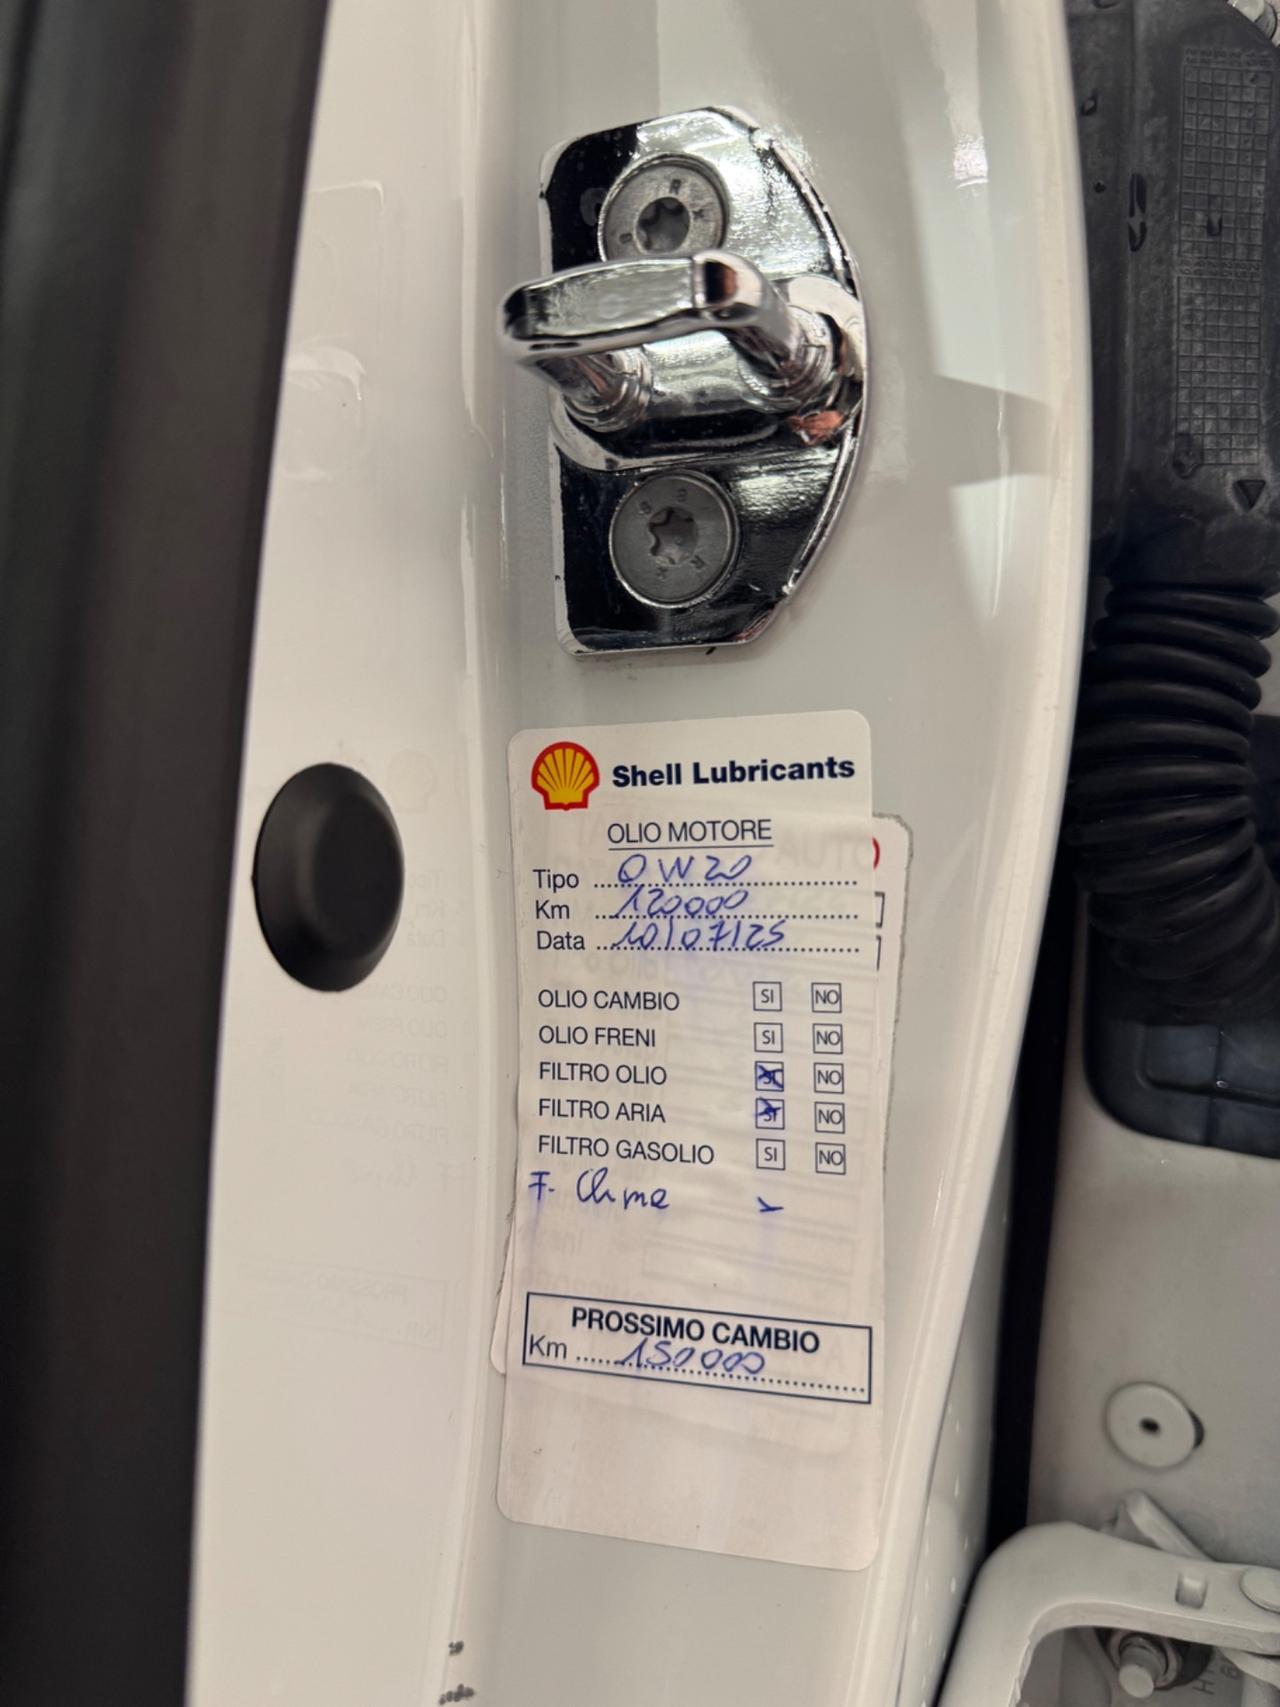 Shell Lubricants
OLIO MOTORE
Tipo 0W20
Km 120000
Data 10/07/25
OLIO CAMBIO SI NO
OLIO FRENI SI NO
FILTRO OLIO SI NO
FILTRO ARIA SI NO
FILTRO GASOLIO SI NO
F. Clima
PROSSIMO CAMBIO
Km 150000